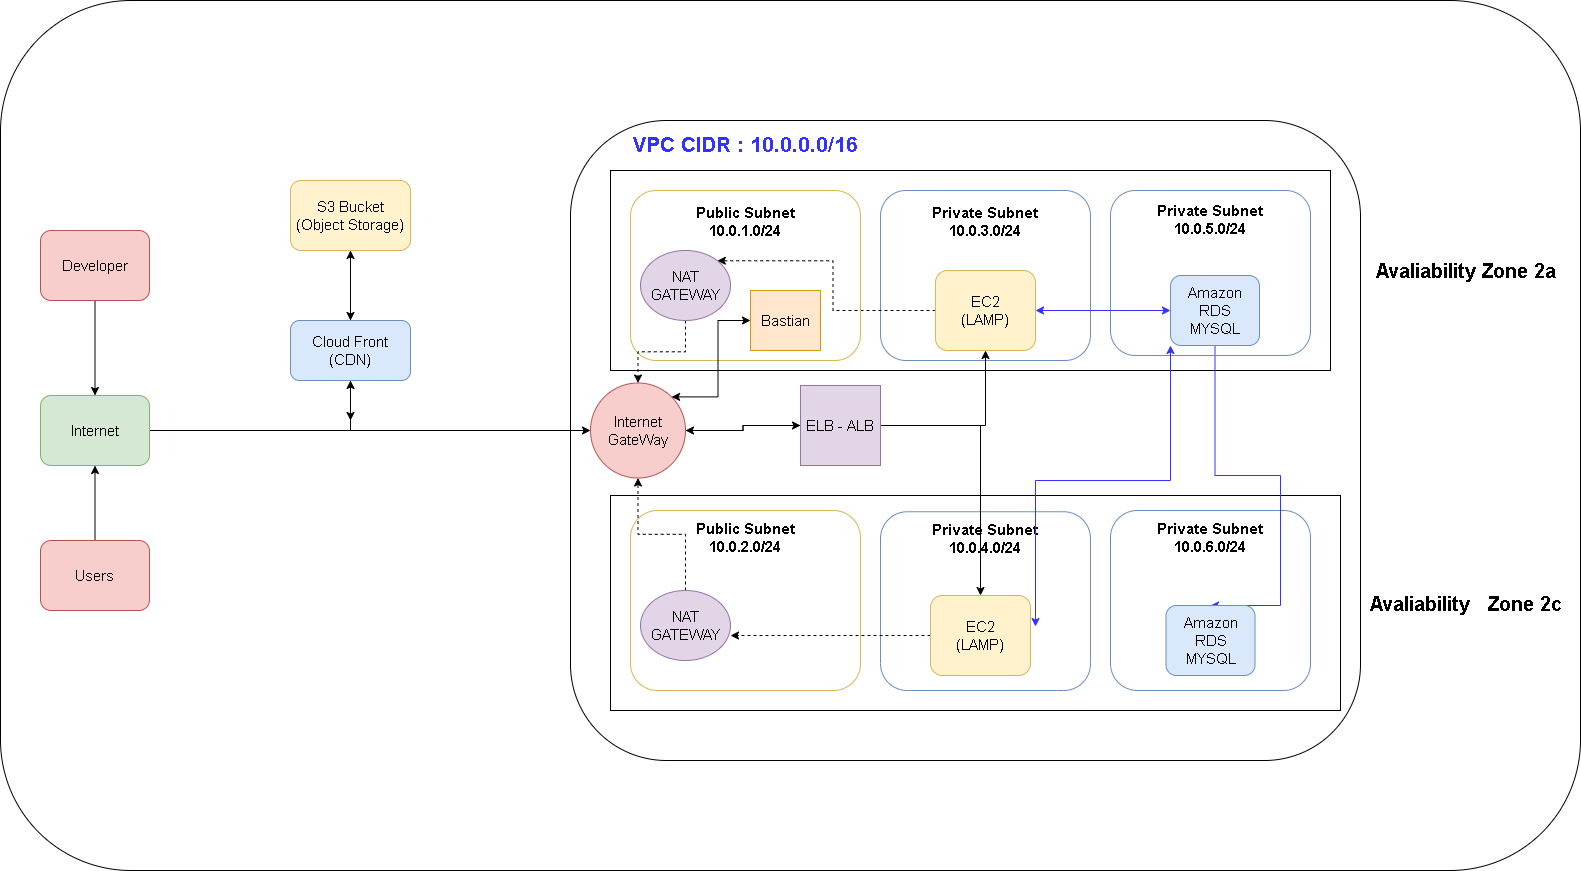 VPC CIDR : 10.0.0.0/16
S3 Bucket
(Object Storage)
Developer
Cloud Front
(CDN)
Internet
Users
Public Subnet
10.0.1.0/24
NAT
GATEWAY
Bastian
Private Subnet
10.0.3.0/24
EC2
(LAMP)
Private Subnet
10.0.5.0/24
Amazon
RDS
MYSQL
Avaliability Zone 2a
Internet
GateWay
ELB - ALB
Public Subnet
10.0.2.0/24
NAT
GATEWAY
Private Subnet
10.0.4.0/24
EC2
(LAMP)
Private Subnet
10.0.6.0/24
Amazon
RDS
MYSQL
Avaliability Zone 2c